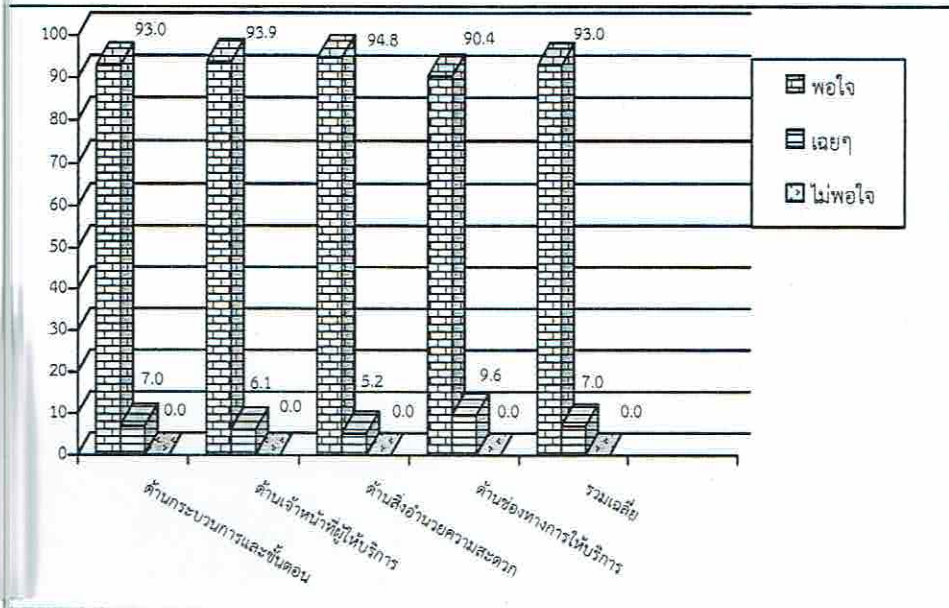 93.0 93.9 94.8 90.4 93.0
100
90
80
70
60
50
40
30
20
10
0
7.0 6.1 5.2 9.6 7.0
0.0 0.0 0.0 0.0 0.0
พอใจ
เฉยๆ
ไม่พอใจ
ด้านกระบวนการและขั้นตอน
ด้านเจ้าหน้าที่ผู้ให้บริการ
ด้านสิ่งอำนวยความสะดวก
ด้านช่องทางการให้บริการ
รวมเฉลี่ย